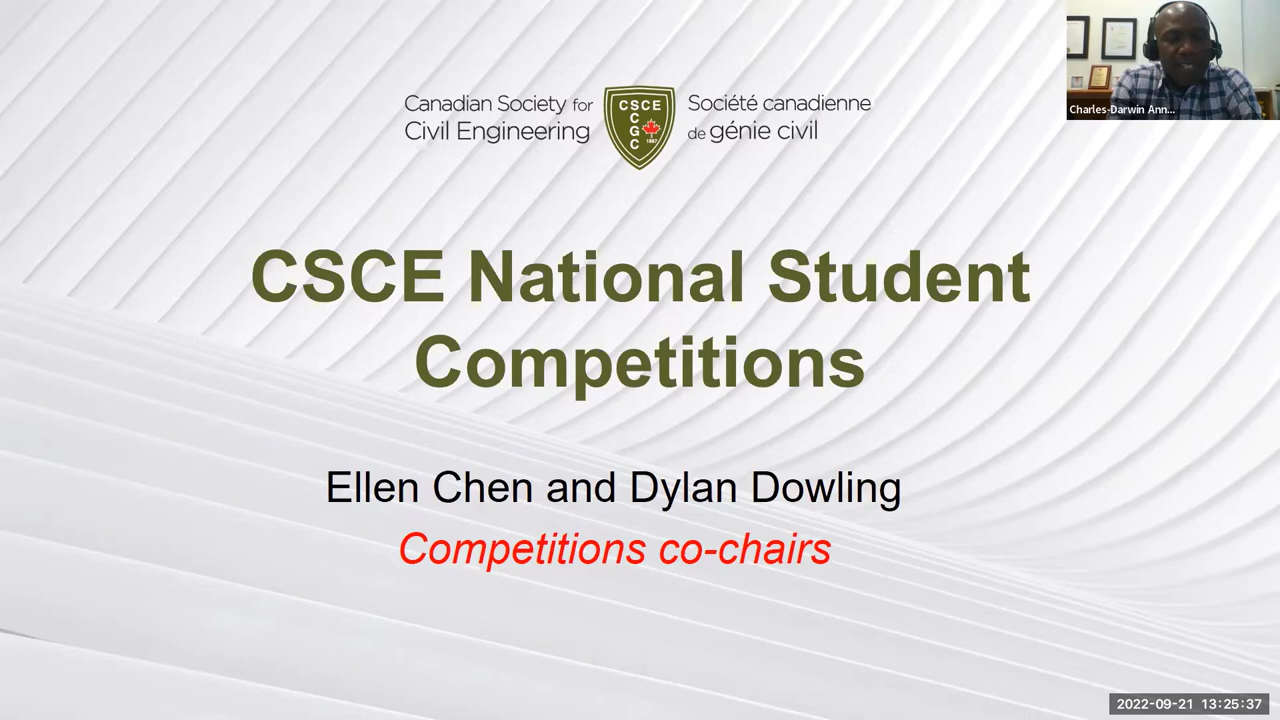 Canadian Society for
Civil Engineering
CSCE
C
G
C
1887
Société canadienne
de génie civil
Charles-Darwin Ann...
CSCE National Student
Competitions
Ellen Chen and Dylan Dowling
Competitions co-chairs
2022-09-21 13:25:37